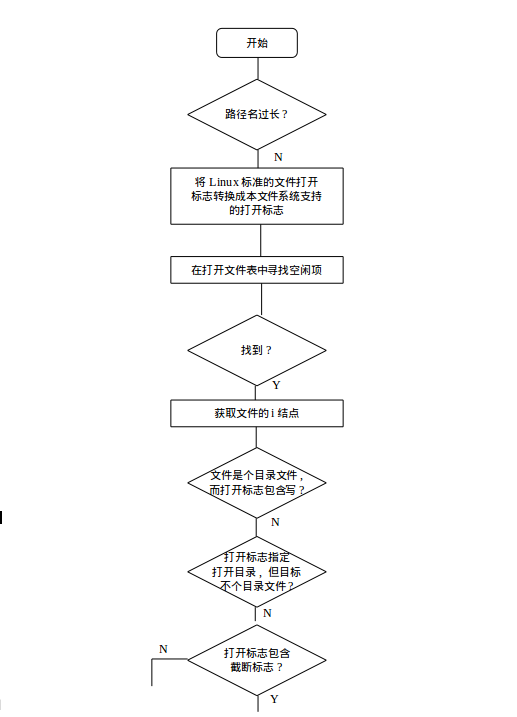 开始
路径名过长？
N
将 Linux 标准的文件打开
标志转换成本文件系统支持
的打开标志
在打开文件表中寻找空闲项
找到？
Y
获取文件的 i 结点
文件是个目录文件，
而打开标志包含写？
N
打开标志指定
打开目录，但目标
不个目录文件？
N
N
打开标志包含
截断标志？
Y